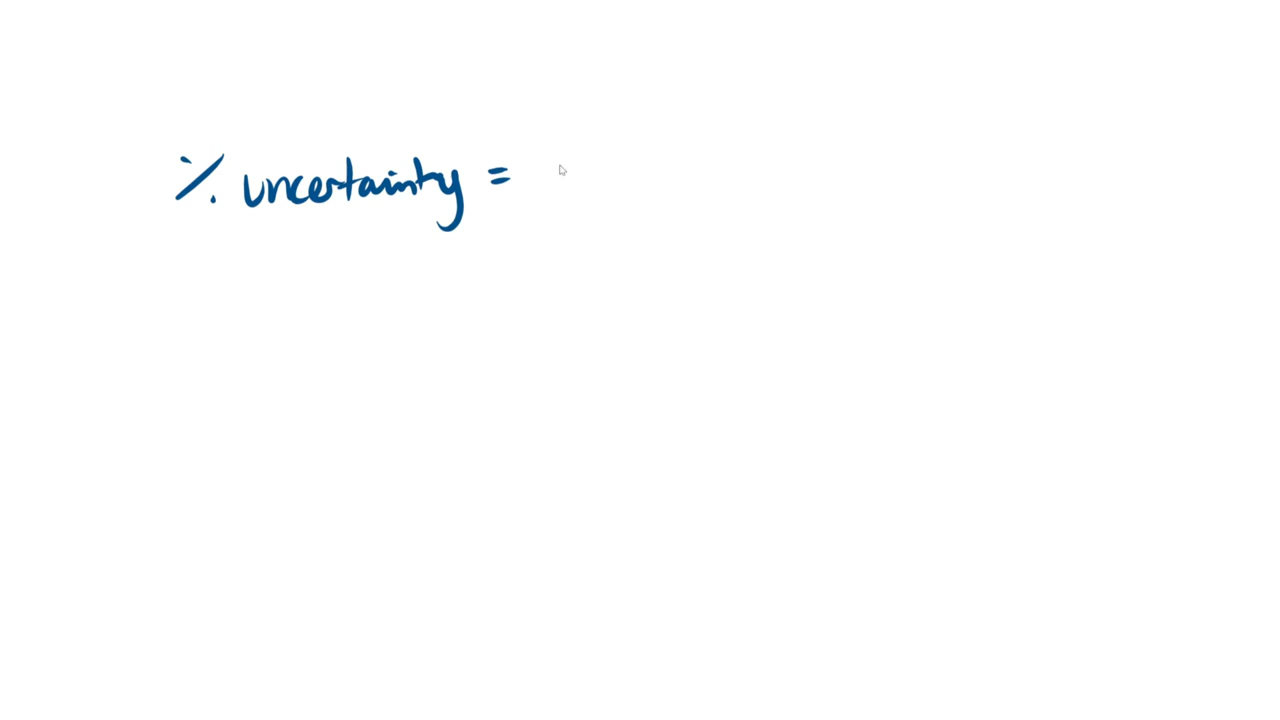 % uncertainty =